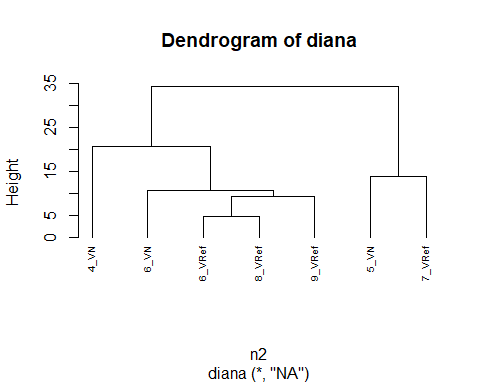 Dendrogram of diana
Height
35
25
15
5
0
4_VN
6_VN
6_VRef
8_VRef
9_VRef
5_VN
7_VRef
n2
diana (*, "NA")